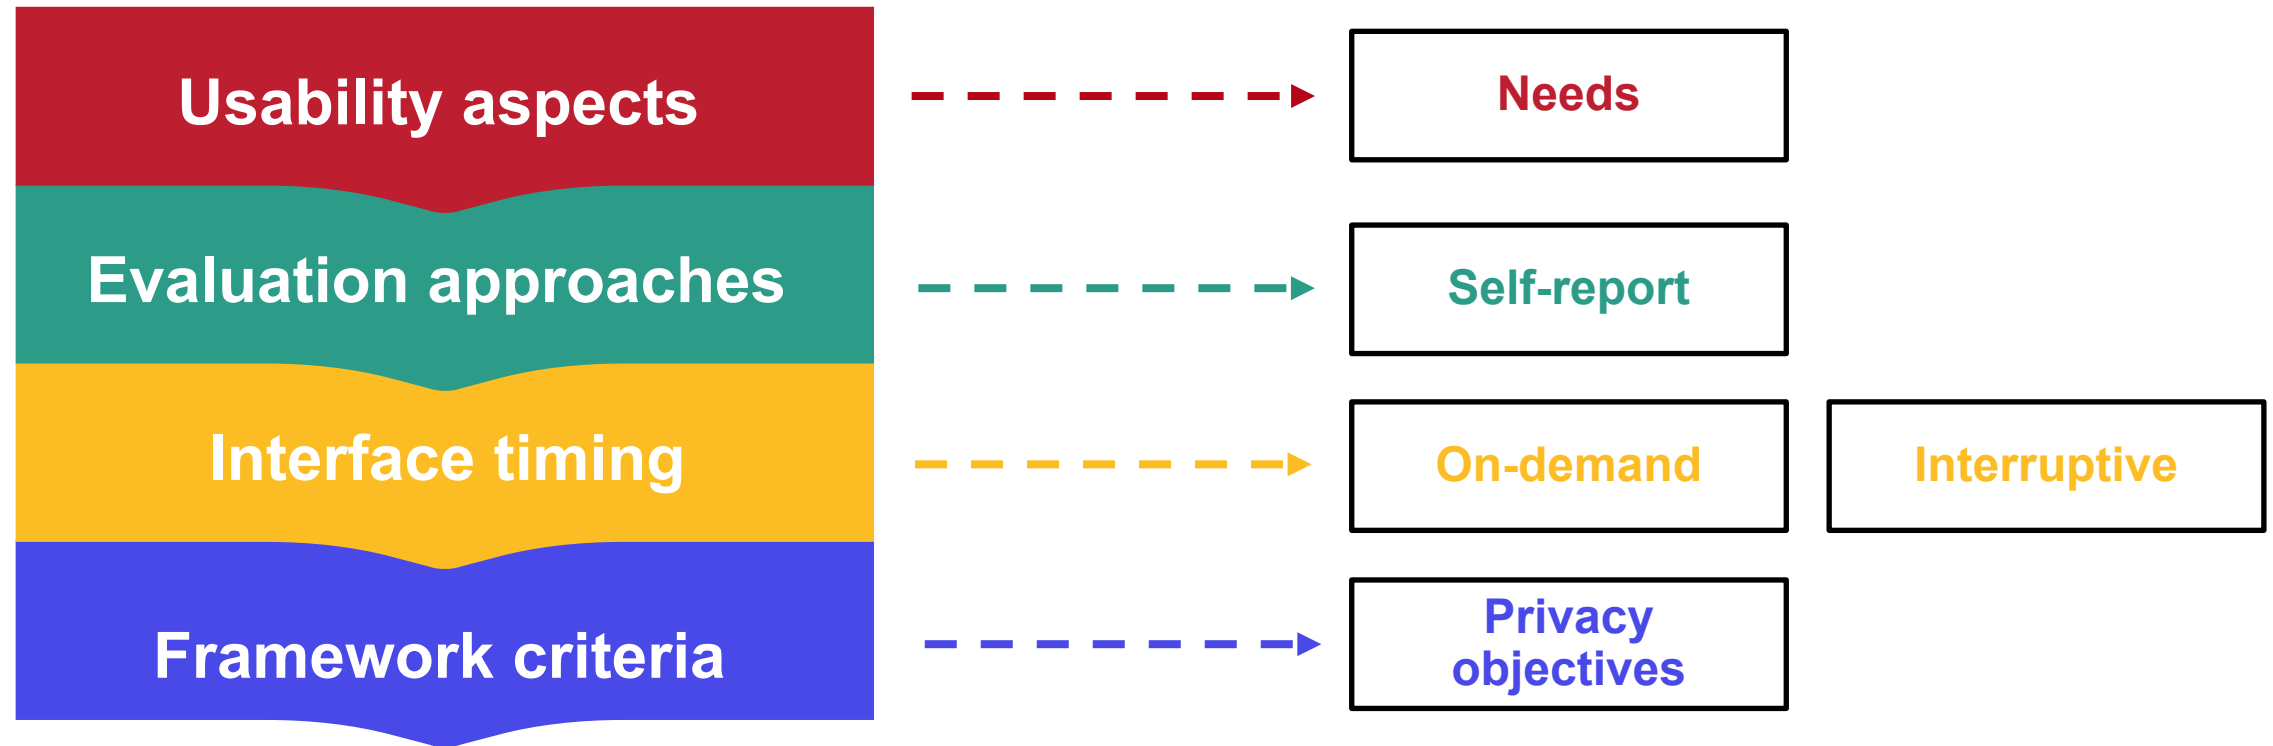 Usability aspects
Needs
Evaluation approaches
Self-report
Interface timing
On-demand
Interruptive
Framework criteria
Privacy
objectives